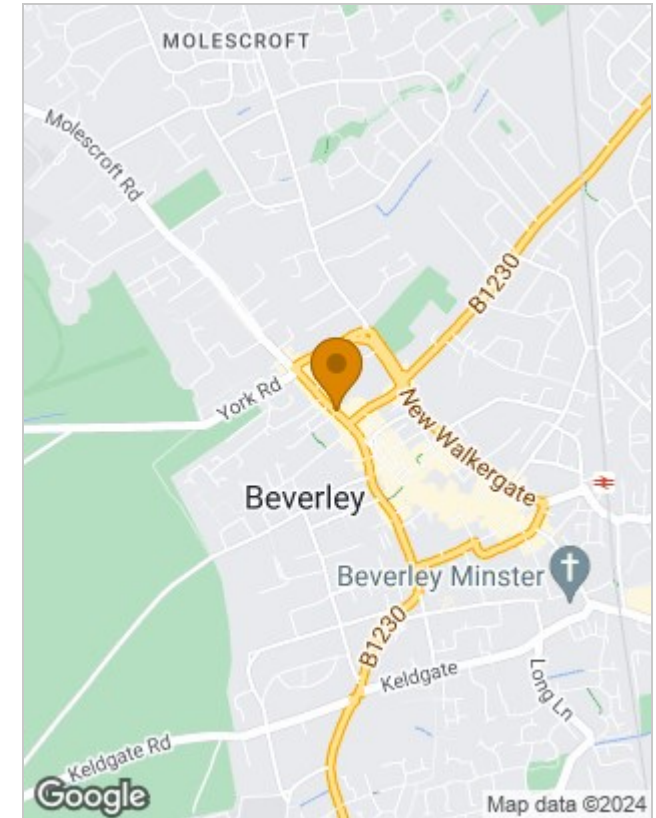 MOLESCROFT
Molescroft Rd
B1230
York Rd
New Walkergate
Beverley
Beverley Minster
B1230
Keldgate
Long Ln
Keldgate Rd
Google
Map data ©2024